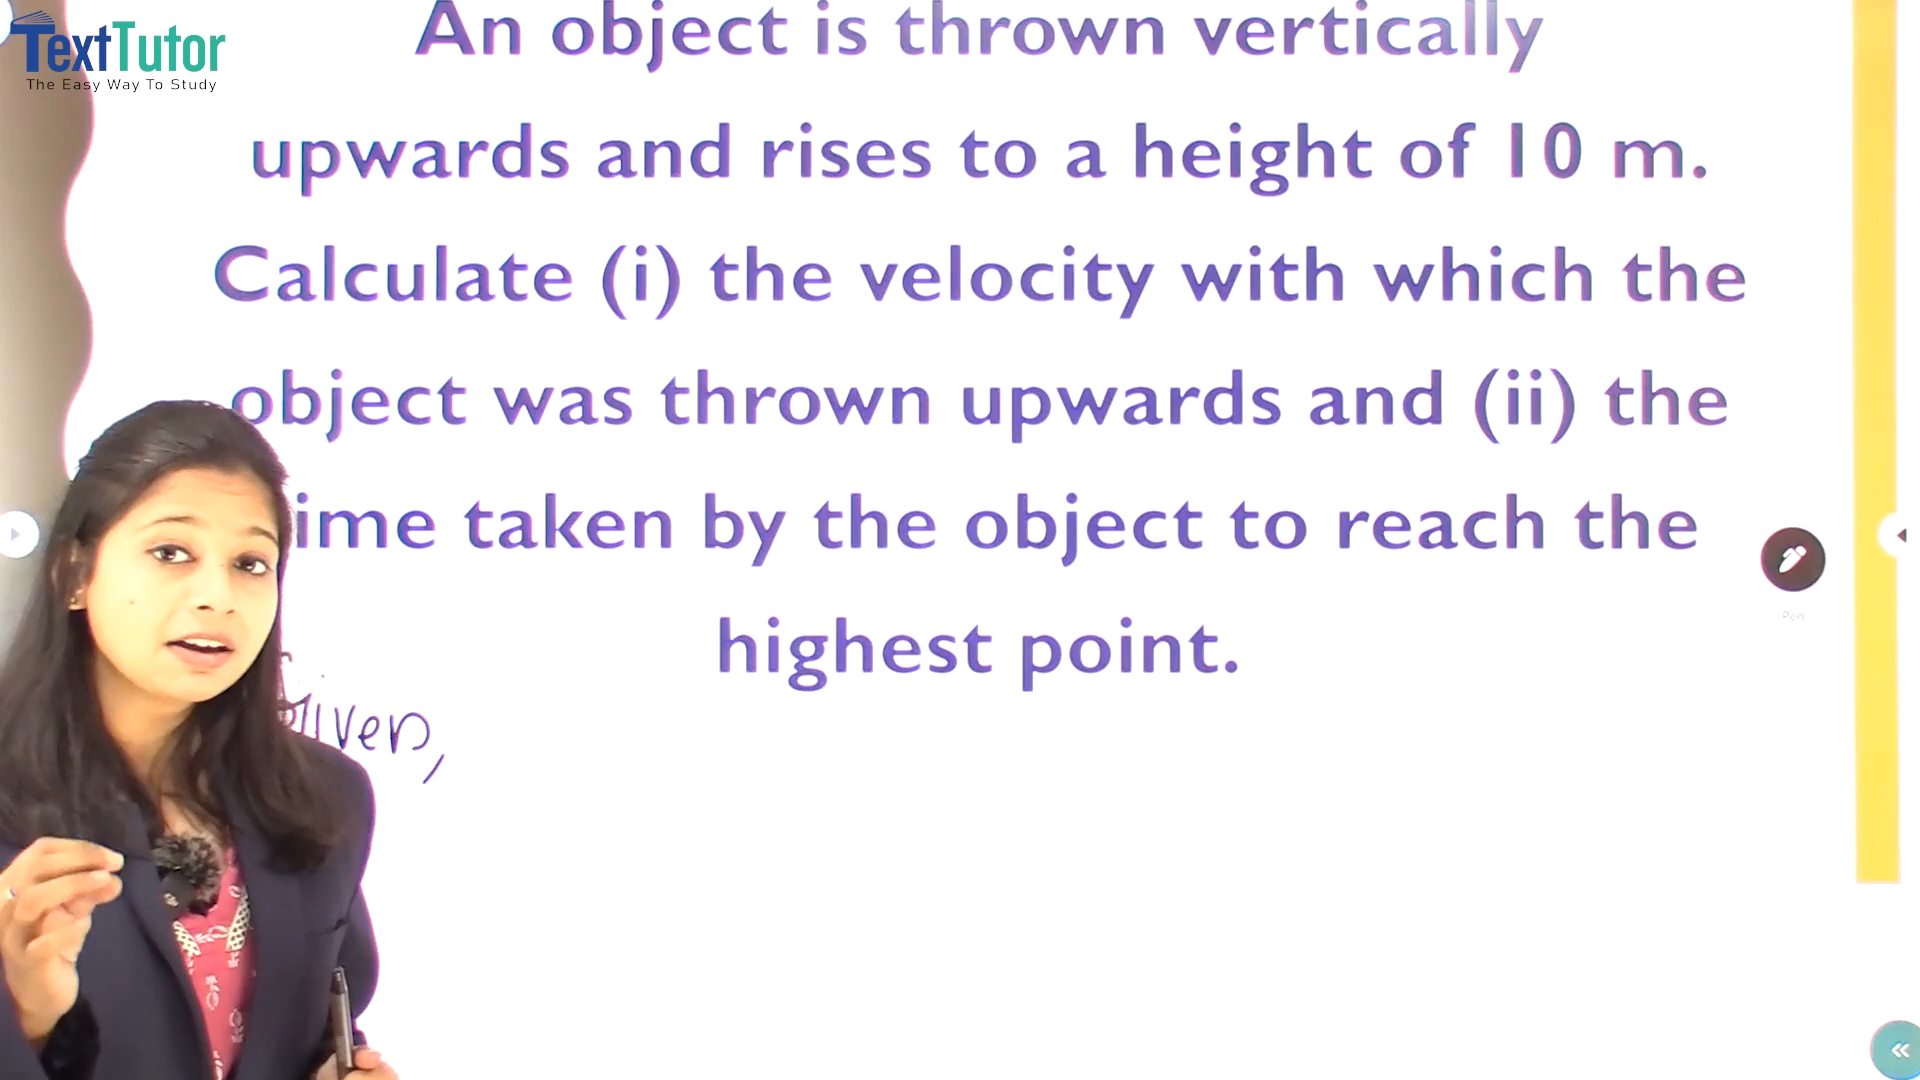 TextTutor
The Easy Way To Study
An object is thrown vertically
upwards and rises to a height of 10 m.
Calculate (i) the velocity with which the
object was thrown upwards and (ii) the
ime taken by the object to reach the
highest point.
Given,
Pen